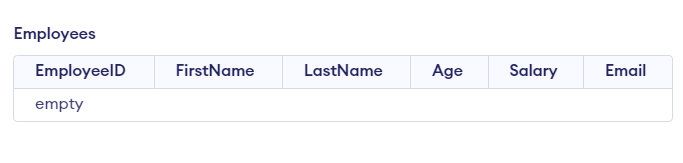 Employees
EmployeeID FirstName LastName Age Salary Email
empty